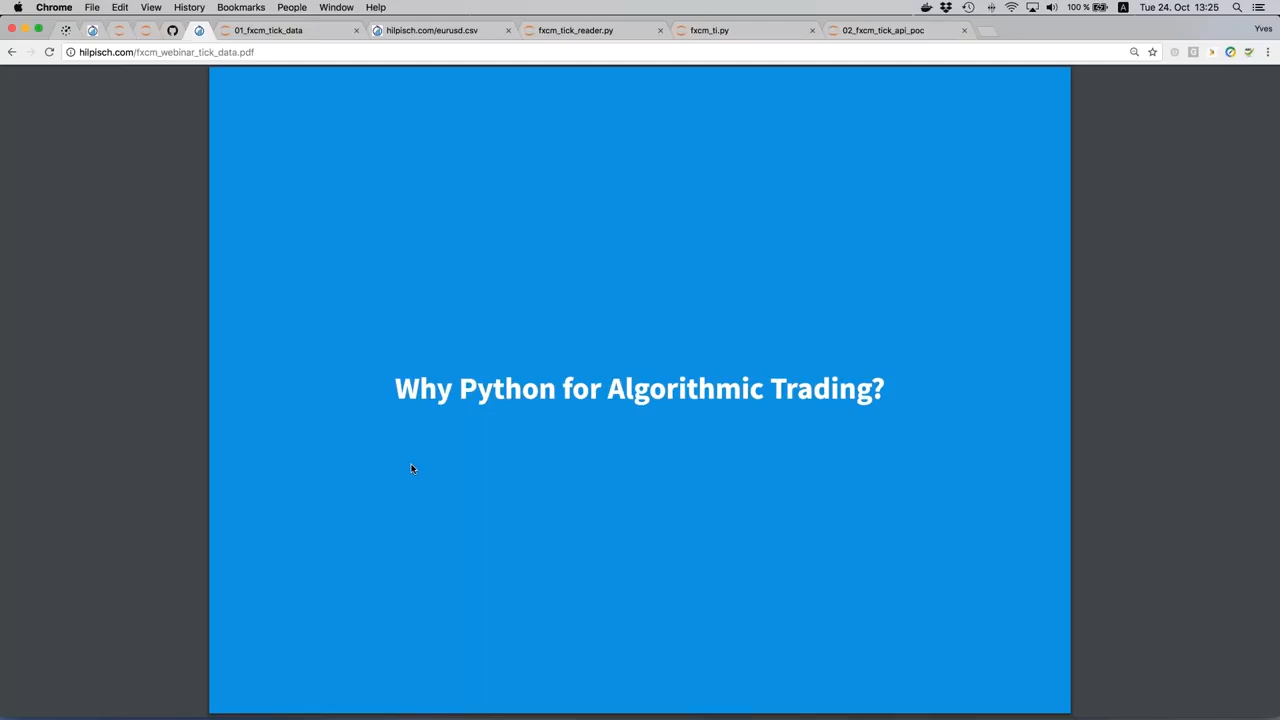 Chrome File Edit View History Bookmarks People Window Help
100 % Tue 24. Oct 13:25
01_fxcm_tick_data
hilpisch.com/eurusd.csv
fxcm_tick_reader.py
fxcm_ti.py
02_fxcm_tick_api_poc
Yves
hilpisch.com/fxcm_webinar_tick_data.pdf
Why Python for Algorithmic Trading?